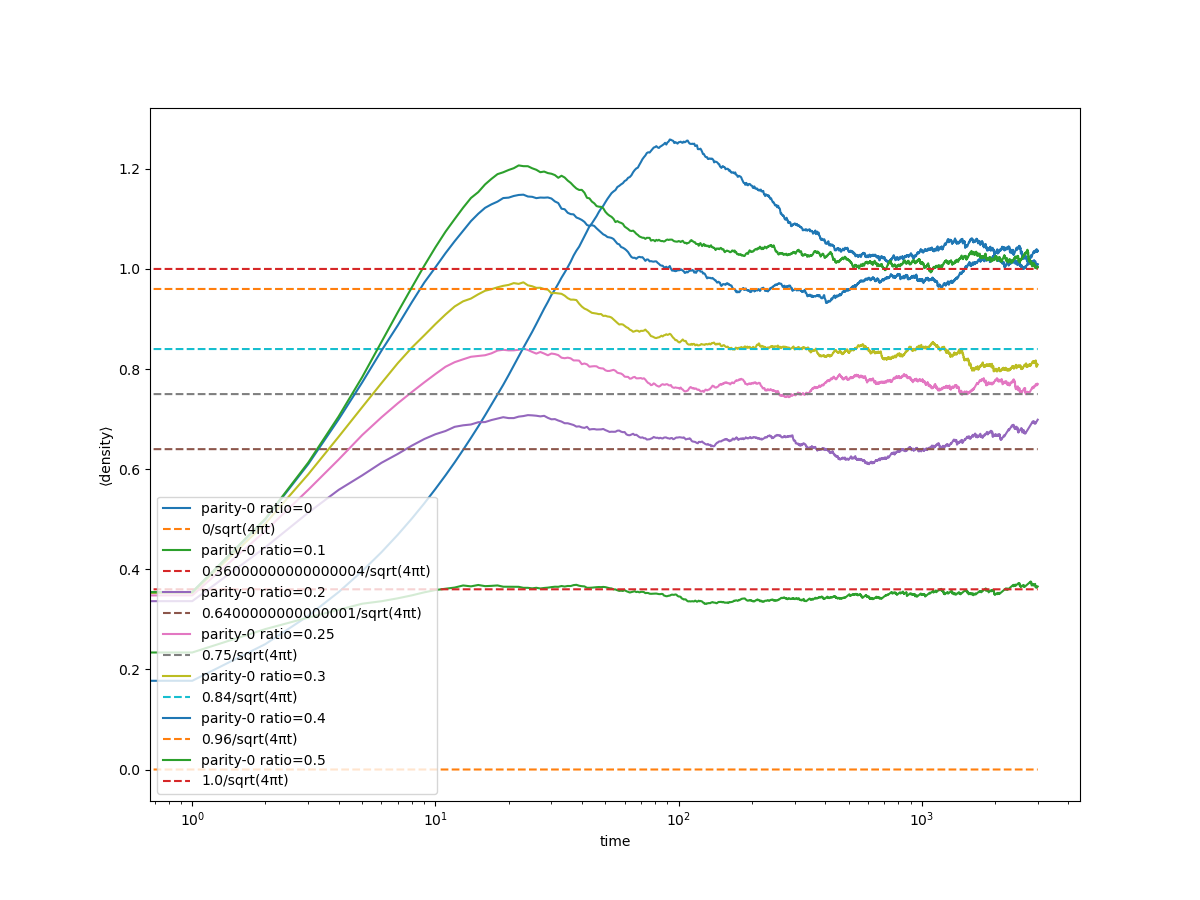 1.2
1.0
0.8
0.6
0.4
0.2
0.0
⟨density⟩
parity-0 ratio=0
0/sqrt(4πt)
parity-0 ratio=0.1
0.36000000000000004/sqrt(4πt)
parity-0 ratio=0.2
0.6400000000000001/sqrt(4πt)
parity-0 ratio=0.25
0.75/sqrt(4πt)
parity-0 ratio=0.3
0.84/sqrt(4πt)
parity-0 ratio=0.4
0.96/sqrt(4πt)
parity-0 ratio=0.5
1.0/sqrt(4πt)
10⁰ 10¹ 10² 10³
time